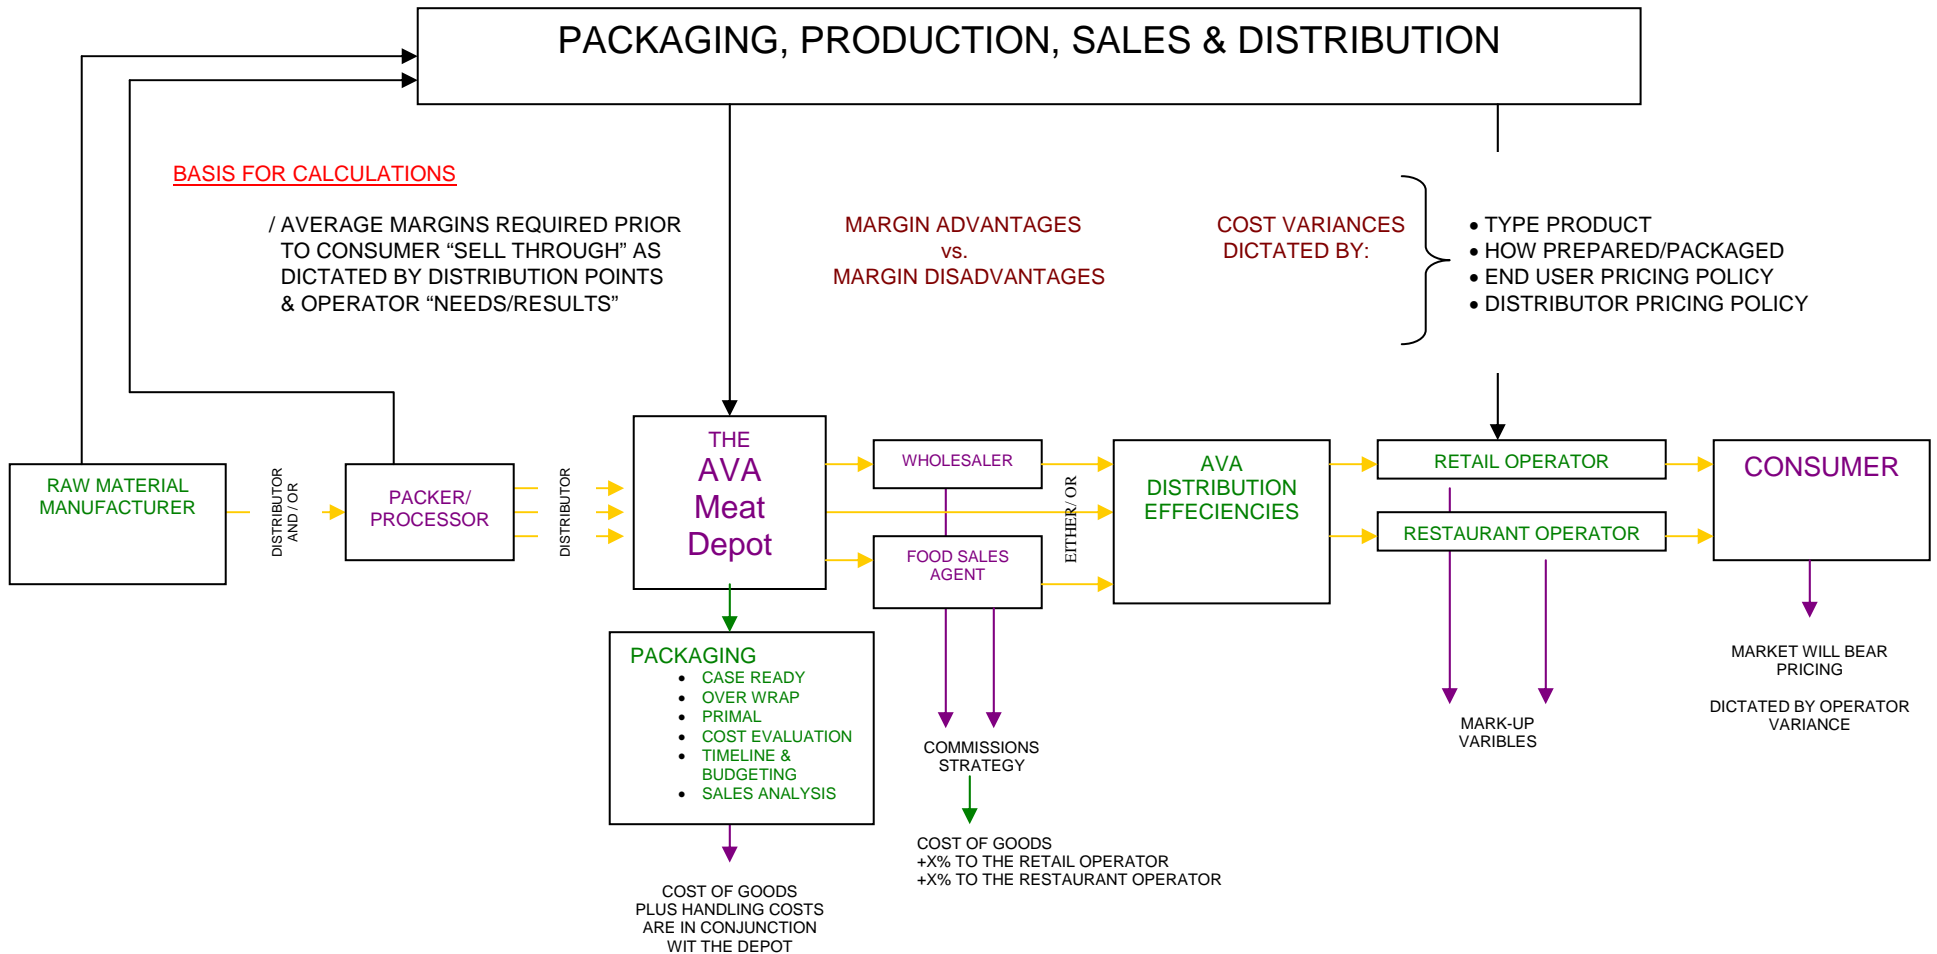 PACKAGING, PRODUCTION, SALES & DISTRIBUTION
BASIS FOR CALCULATIONS
/ AVERAGE MARGINS REQUIRED PRIOR
TO CONSUMER “SELL THROUGH” AS
DICTATED BY DISTRIBUTION POINTS
& OPERATOR “NEEDS/RESULTS”
MARGIN ADVANTAGES
vs.
MARGIN DISADVANTAGES
COST VARIANCES
DICTATED BY:
• TYPE PRODUCT
• HOW PREPARED/PACKAGED
• END USER PRICING POLICY
• DISTRIBUTOR PRICING POLICY
RAW MATERIAL
MANUFACTURER
DISTRIBUTOR
AND / OR
PACKER/
PROCESSOR
DISTRIBUTOR
THE
AVA
Meat
Depot
WHOLESALER
FOOD SALES
AGENT
EITHER/ OR
AVA
DISTRIBUTION
EFFECIENCIES
RETAIL OPERATOR
RESTAURANT OPERATOR
CONSUMER
PACKAGING
• CASE READY
• OVER WRAP
• PRIMAL
• COST EVALUATION
• TIMELINE &
BUDGETING
• SALES ANALYSIS
COST OF GOODS
PLUS HANDLING COSTS
ARE IN CONJUNCTION
WIT THE DEPOT
COMMISSIONS
STRATEGY
COST OF GOODS
+X% TO THE RETAIL OPERATOR
+X% TO THE RESTAURANT OPERATOR
MARK-UP
VARIBLES
MARKET WILL BEAR
PRICING
DICTATED BY OPERATOR
VARIANCE